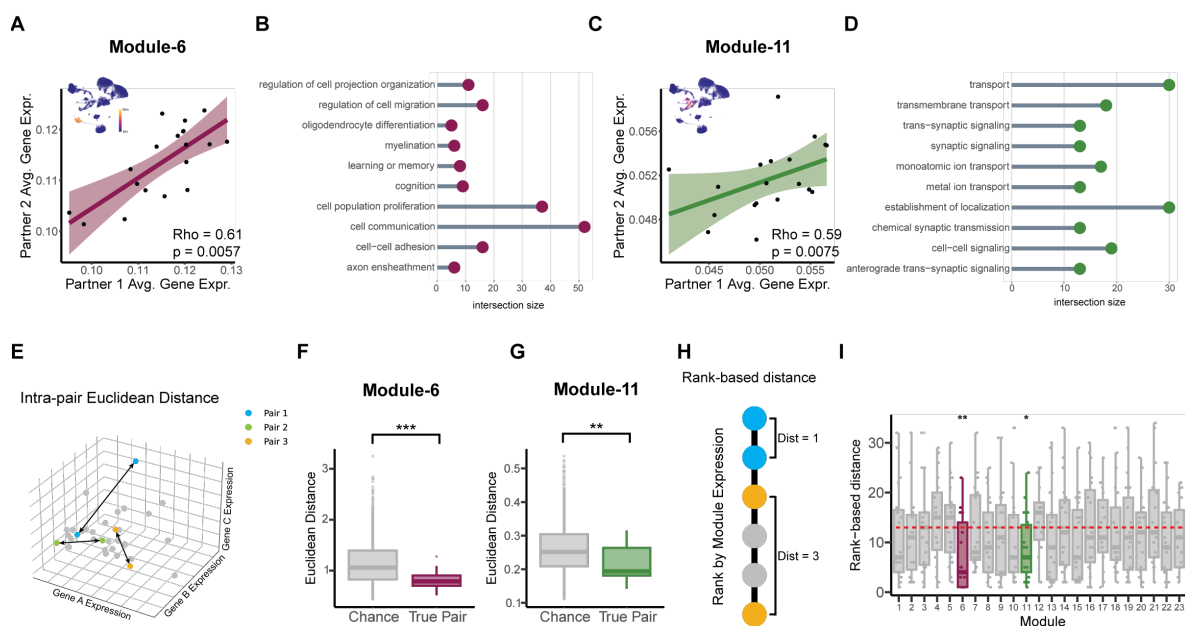 A
Module-6
Partner 2 Avg. Gene Expr.
0.12
0.11
0.10
Rho = 0.61
p = 0.0057
0.10
0.11
0.12
0.13
Partner 1 Avg. Gene Expr.
B
regulation of cell projection organization
regulation of cell migration
oligodendrocyte differentiation
myelination
learning or memory
cognition
cell population proliferation
cell communication
cell−cell adhesion
axon ensheathment
0
10
20
30
40
50
intersection size
C
Module-11
Partner 2 Avg. Gene Expr.
0.056
0.052
0.048
Rho = 0.59
p = 0.0075
0.045
0.050
0.055
Partner 1 Avg. Gene Expr.
D
transport
transmembrane transport
trans−synaptic signaling
synaptic signaling
monoatomic ion transport
metal ion transport
establishment of localization
chemical synaptic transmission
cell−cell signaling
anterograde trans−synaptic signaling
0
10
20
30
intersection size
E
Intra-pair Euclidean Distance
Pair 1
Pair 2
Pair 3
Gene A Expression
Gene B Expression
Gene C Expression
F
Module-6
***
Euclidean Distance
3
2
1
0
Chance
True Pair
G
Module-11
**
Euclidean Distance
0.5
0.4
0.3
0.2
0.1
Chance
True Pair
H
Rank-based distance
Rank by Module Expression
Dist = 1
Dist = 3
I
**
*
Rank−based distance
30
20
10
0
1 2 3 4 5 6 7 8 9 10 11 12 13 14 15 16 17 18 19 20 21 22 23
Module